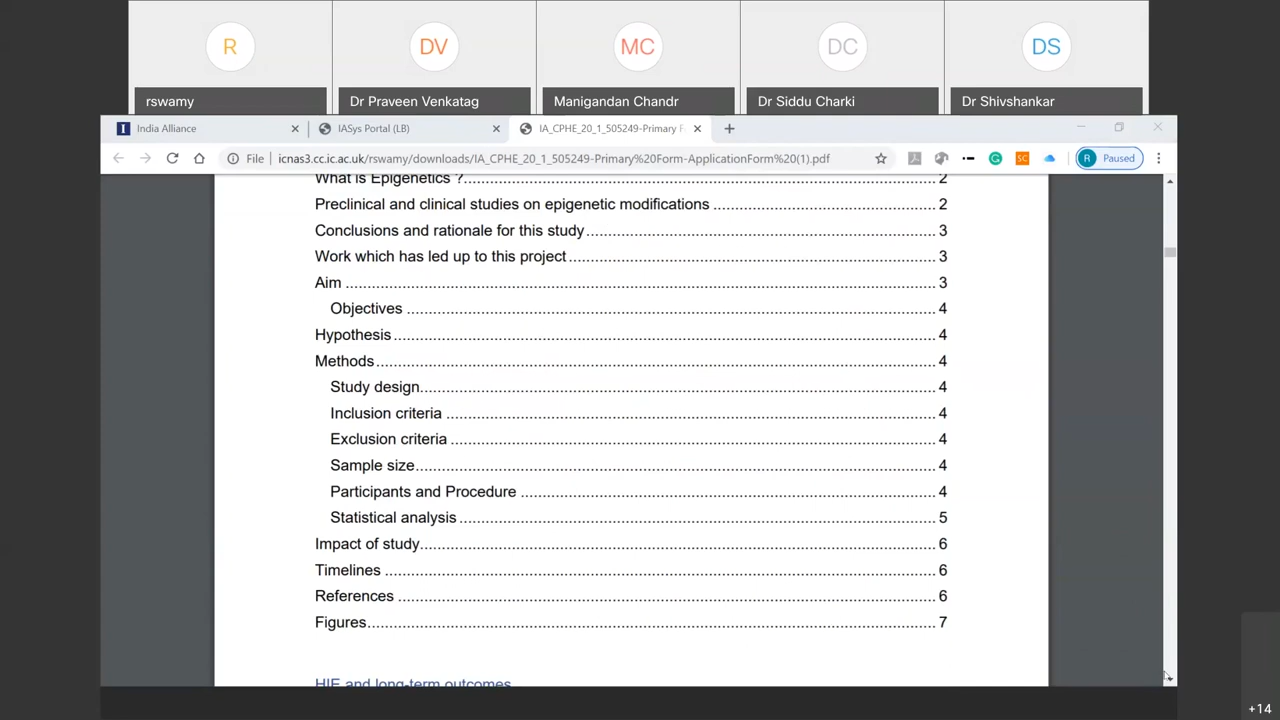 R
DV
MC
DC
DS
rswamy
Dr Praveen Venkatag
Manigandan Chandr
Dr Siddu Charki
Dr Shivshankar
India Alliance
IASys Portal (LB)
IA_CPHE_20_1_505249-Primary F
File
icnas3.cc.ic.ac.uk/rswamy/downloads/IA_CPHE_20_1_505249-Primary%20Form-ApplicationForm%20(1).pdf
SC
R Paused
What is Epigenetics ?.......... 2
Preclinical and clinical studies on epigenetic modifications .......... 2
Conclusions and rationale for this study .......... 3
Work which has led up to this project .......... 3
Aim .......... 3
Objectives .......... 4
Hypothesis .......... 4
Methods .......... 4
Study design .......... 4
Inclusion criteria .......... 4
Exclusion criteria .......... 4
Sample size .......... 4
Participants and Procedure .......... 4
Statistical analysis .......... 5
Impact of study .......... 6
Timelines .......... 6
References .......... 6
Figures .......... 7
HIE and long-term outcomes
+14